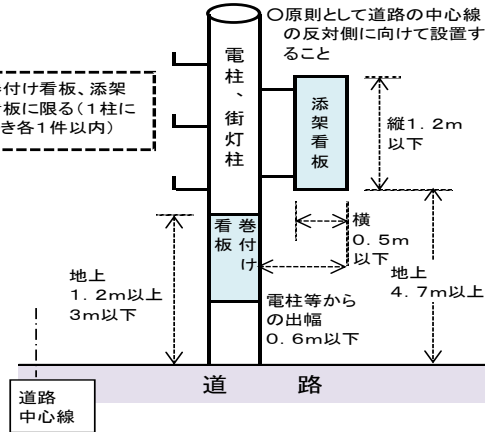 ○原則として道路の中心線
の反対側に向けて設置す
ること
電柱、街灯柱
付け看板、添架
板に限る(1柱に
き各1件以内)
添架看板
縦1.2m
以下
巻付け
看板
横
0.5m
以下
地上
1.2m以上
3m以下
地上
4.7m以上
電柱等から
の出幅
0.6m以下
道 路
道路
中心線